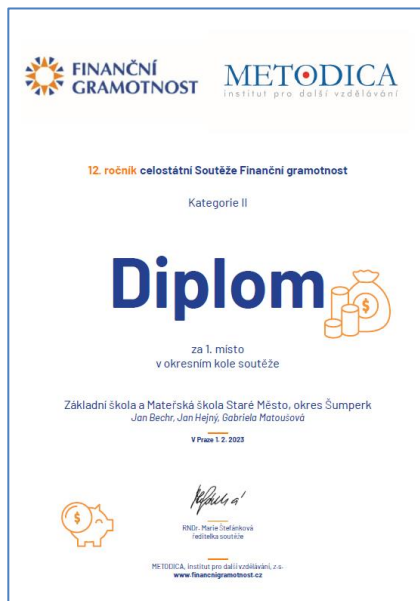 FINANČNÍ
GRAMOTNOST
METODICA
institut pro další vzdělávání
12. ročník celostátní Soutěže Finanční gramotnost
Kategorie II
Diplom
za 1. místo
v okresním kole soutěže
Základní škola a Mateřská škola Staré Město, okres Šumperk
Jan Bechr, Jan Hejný, Gabriela Matoušová
V Praze 1. 2. 2023
RNDr. Marie Štefánková
ředitelka soutěže
METODICA, institut pro další vzdělávání, z.s.
www.financnigramotnost.cz